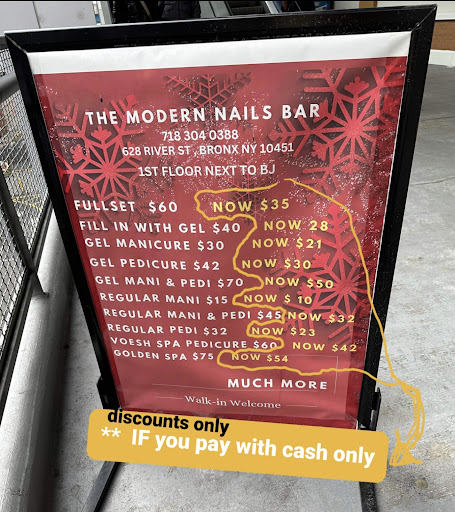 THE MODERN NAILS BAR
718 304 0388
628 RIVER ST , BRONX NY 10451
1ST FLOOR NEXT TO BJ
FULLSET $60 NOW $35
FILL IN WITH GEL $40 NOW 28
GEL MANICURE $30 NOW $21
GEL PEDICURE $42 NOW $30
GEL MANI & PEDI $70 NOW $50
REGULAR MANI $15 NOW $ 10
REGULAR MANI & PEDI $45 NOW $32
REGULAR PEDI $32 NOW $23
VOESH SPA PEDICURE $60 NOW $42
GOLDEN SPA $75 NOW $54
MUCH MORE
Walk-in Welcome
discounts only
** IF you pay with cash only